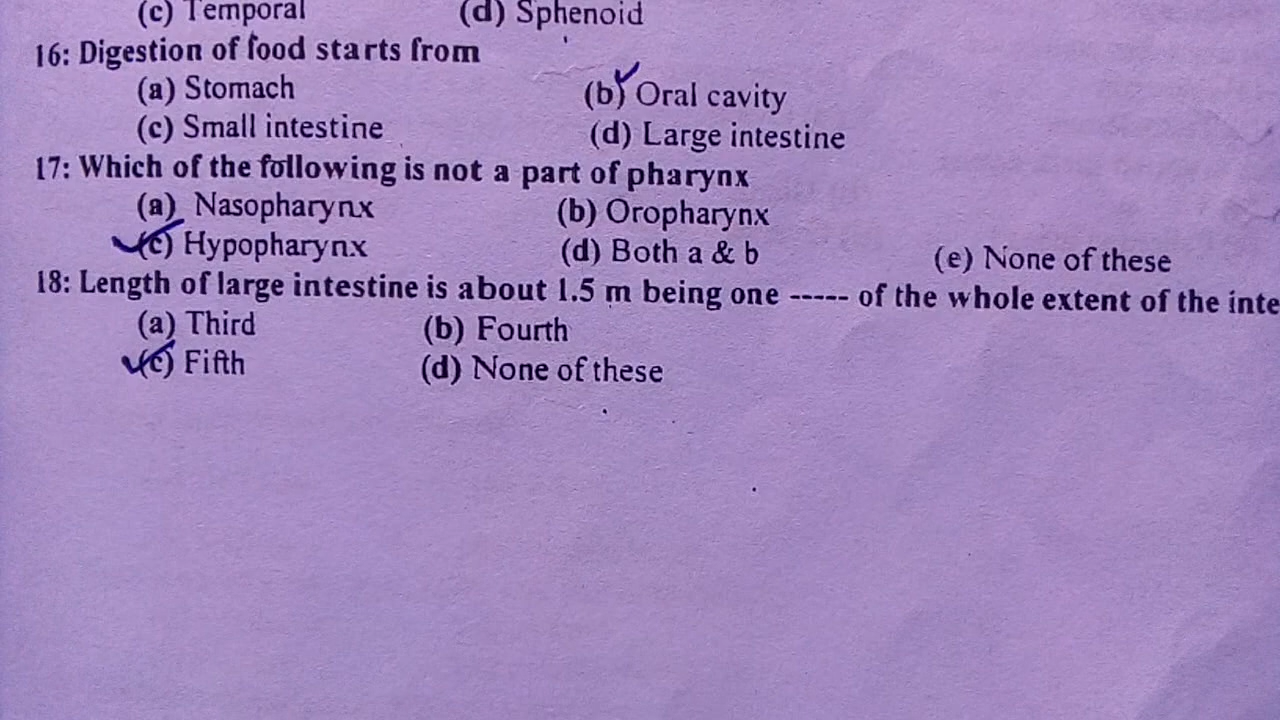 (c) Temporal (d) Sphenoid
16: Digestion of food starts from
(a) Stomach (b) Oral cavity
(c) Small intestine (d) Large intestine
17: Which of the following is not a part of pharynx
(a) Nasopharynx (b) Oropharynx
(c) Hypopharynx (d) Both a & b (e) None of these
18: Length of large intestine is about 1.5 m being one ----- of the whole extent of the inte
(a) Third (b) Fourth
(c) Fifth (d) None of these